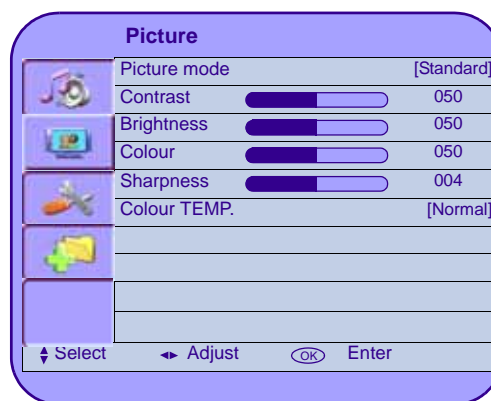 Picture
Picture mode [Standard]
Contrast 050
Brightness 050
Colour 050
Sharpness 004
Colour TEMP. [Normal]
Select Adjust OK Enter